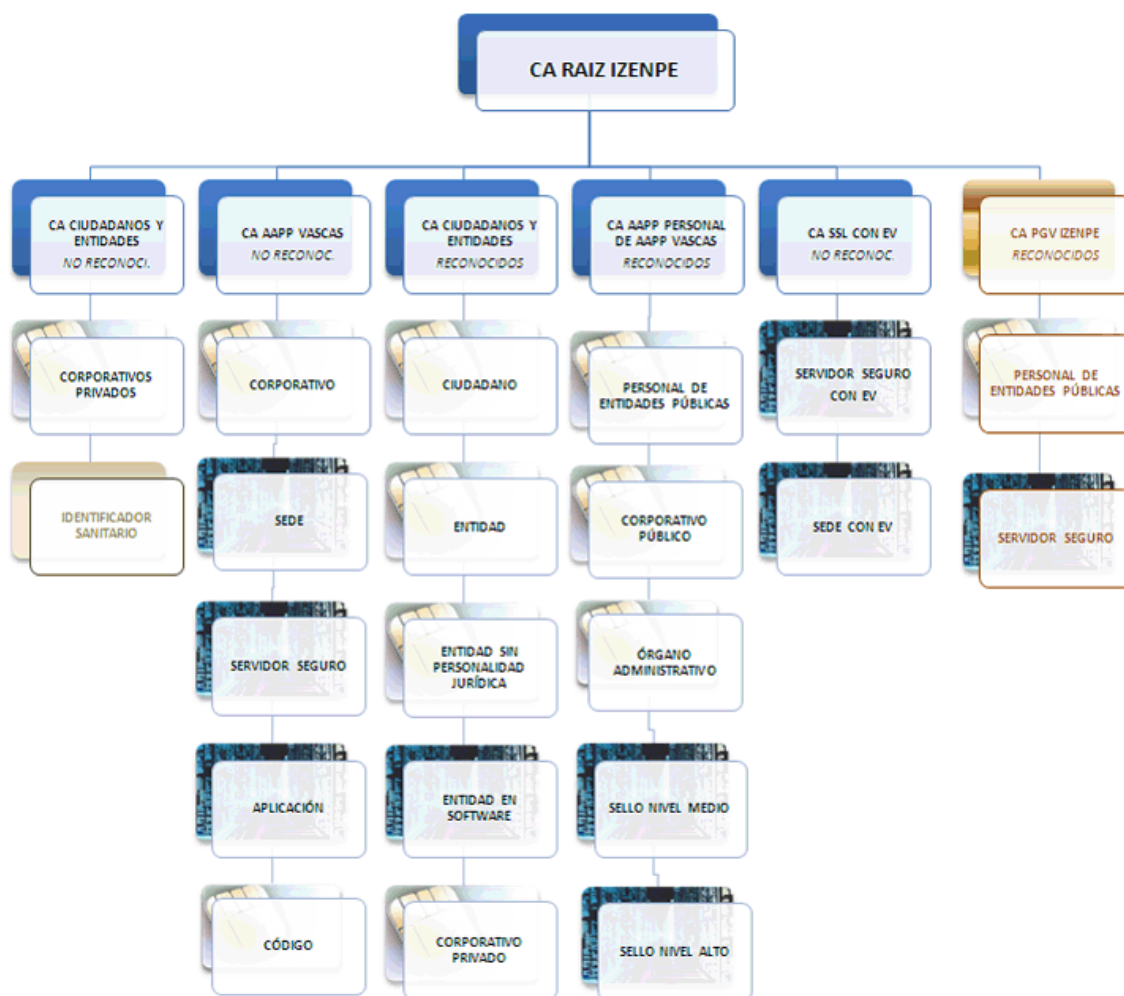 CA RAIZ IZENPE
CA CIUDADANOS Y
ENTIDADES
NO RECONOCI.
CORPORATIVOS
PRIVADOS
IDENTIFICADOR
SANITARIO
CA AAPP VASCAS
NO RECONOC.
CORPORATIVO
SEDE
SERVIDOR SEGURO
APLICACIÓN
CÓDIGO
CA CIUDADANOS Y
ENTIDADES
RECONOCIDOS
CIUDADANO
ENTIDAD
ENTIDAD SIN
PERSONALIDAD
JURÍDICA
ENTIDAD EN
SOFTWARE
CORPORATIVO
PRIVADO
CA AAPP PERSONAL
DE AAPP VASCAS
RECONOCIDOS
PERSONAL DE
ENTIDADES PÚBLICAS
CORPORATIVO
PÚBLICO
ÓRGANO
ADMINISTRATIVO
SELLO NIVEL MEDIO
SELLO NIVEL ALTO
CA SSL CON EV
NO RECONOC.
SERVIDOR SEGURO
CON EV
SEDE CON EV
CA PGV IZENPE
RECONOCIDOS
PERSONAL DE
ENTIDADES PÚBLICAS
SERVIDOR SEGURO